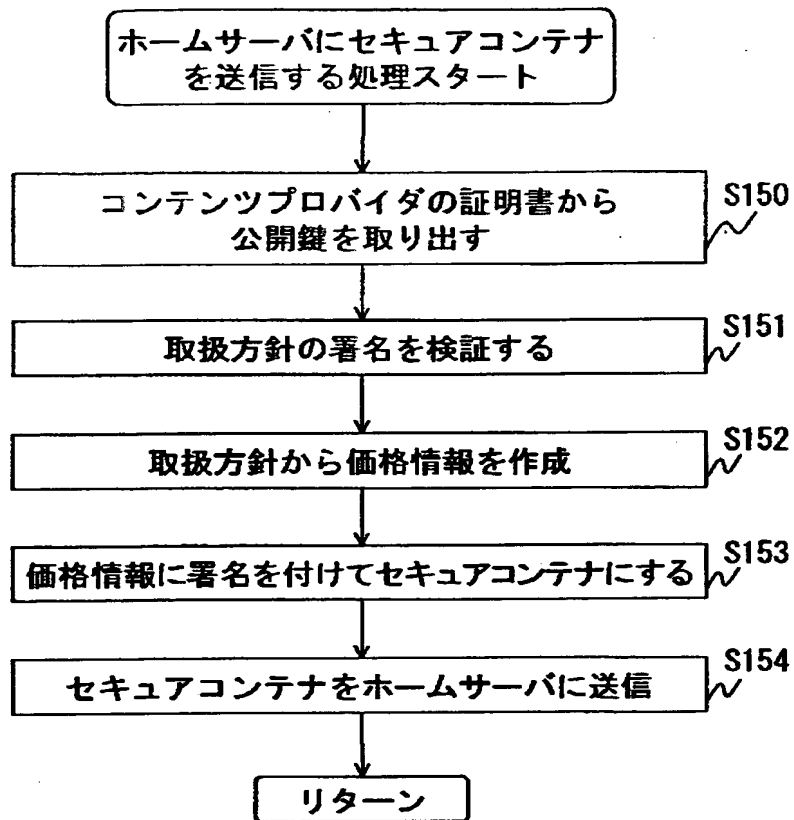 ホームサーバにセキュアコンテナ
を送信する処理スタート
コンテンツプロバイダの証明書から
公開鍵を取り出す
S150
取扱方針の署名を検証する
S151
取扱方針から価格情報を作成
S152
価格情報に署名を付けてセキュアコンテナにする
S153
セキュアコンテナをホームサーバに送信
S154
リターン